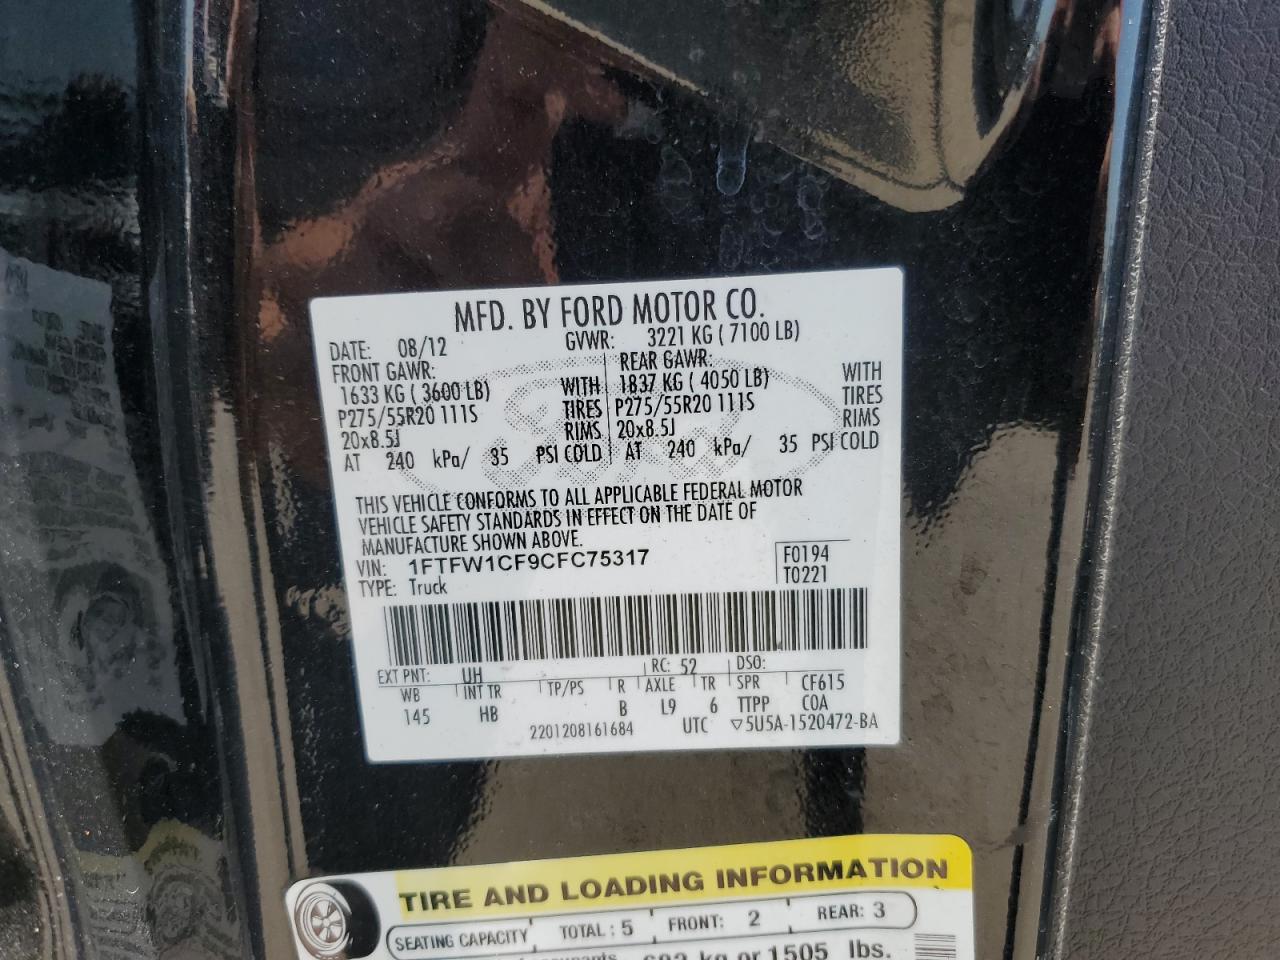 MFD. BY FORD MOTOR CO.
DATE: 08/12 GVWR: 3221 KG ( 7100 LB)
FRONT GAWR: REAR GAWR:
1633 KG ( 3600 LB) WITH 1837 KG ( 4050 LB) WITH
P275/55R20 111S TIRES P275/55R20 111S TIRES
20x8.5J RIMS 20x8.5J RIMS
AT 240 kPa/ 35 PSI COLD AT 240 kPa/ 35 PSI COLD
THIS VEHICLE CONFORMS TO ALL APPLICABLE FEDERAL MOTOR
VEHICLE SAFETY STANDARDS IN EFFECT ON THE DATE OF
MANUFACTURE SHOWN ABOVE.
VIN: 1FTFW1CF9CFC75317 F0194
TYPE: Truck T0221
EXT PNT: UH RC: 52 DSO:
WB INT TR TP/PS R AXLE TR SPR CF615
145 HB B L9 6 TTPP COA
2201208161684 UTC ▽5U5A-1520472-BA
TIRE AND LOADING INFORMATION
SEATING CAPACITY TOTAL : 5 FRONT: 2 REAR: 3
kg or 1505 lbs.